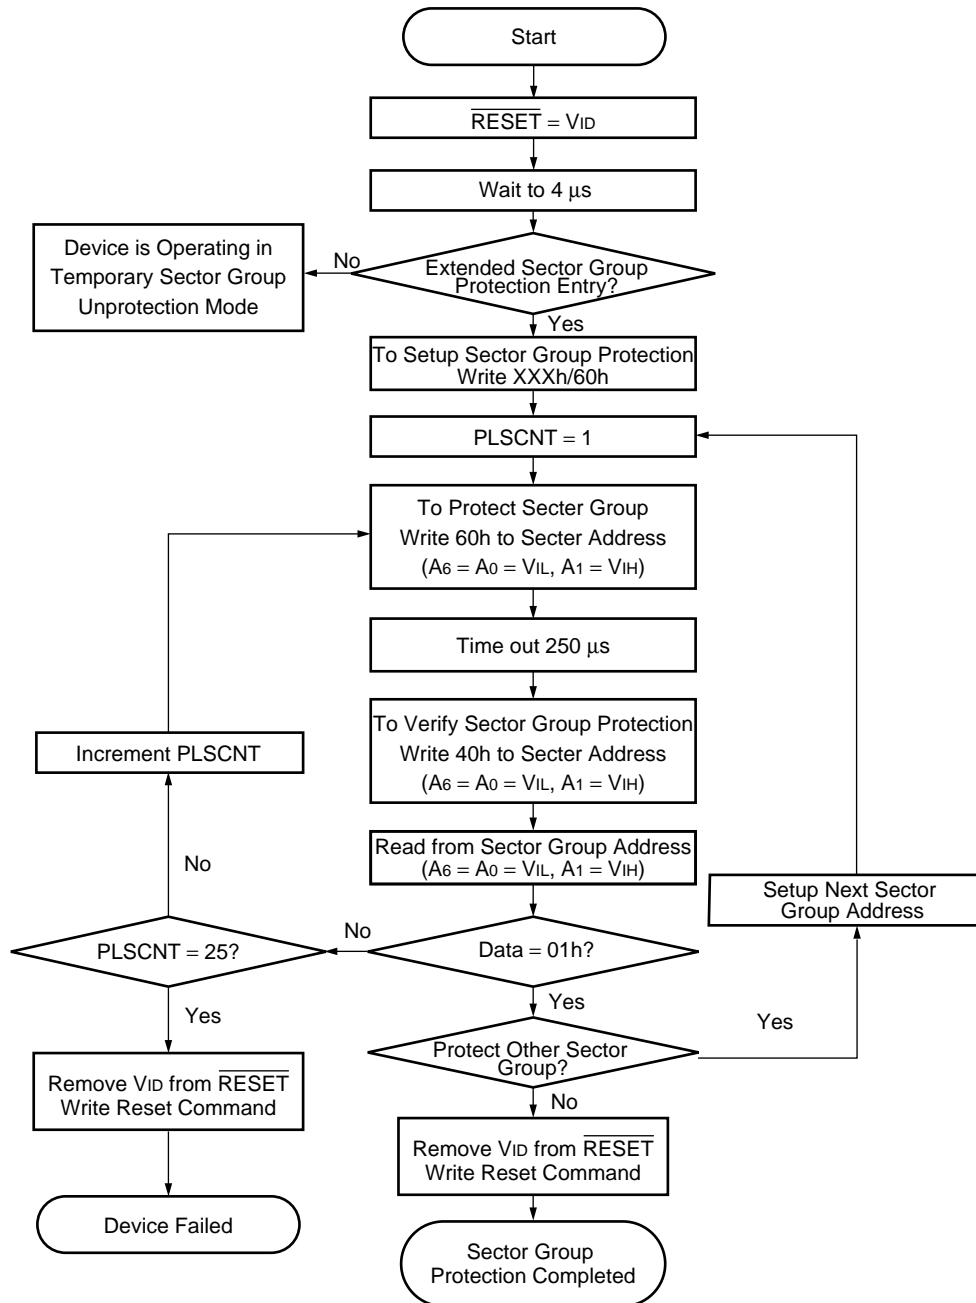 Start
RESET = VID
Wait to 4 µs
Device is Operating in
Temporary Sector Group
Unprotection Mode
No
Extended Sector Group
Protection Entry?
Yes
To Setup Sector Group Protection
Write XXXh/60h
PLSCNT = 1
To Protect Secter Group
Write 60h to Secter Address
(A6 = A0 = VIL, A1 = VIH)
Time out 250 µs
To Verify Sector Group Protection
Write 40h to Secter Address
(A6 = A0 = VIL, A1 = VIH)
Increment PLSCNT
Read from Sector Group Address
(A6 = A0 = VIL, A1 = VIH)
No
Setup Next Sector
Group Address
PLSCNT = 25?
No
Data = 01h?
Yes
Yes
Yes
Protect Other Sector
Group?
No
Remove VID from RESET
Write Reset Command
Remove VID from RESET
Write Reset Command
Device Failed
Sector Group
Protection Completed